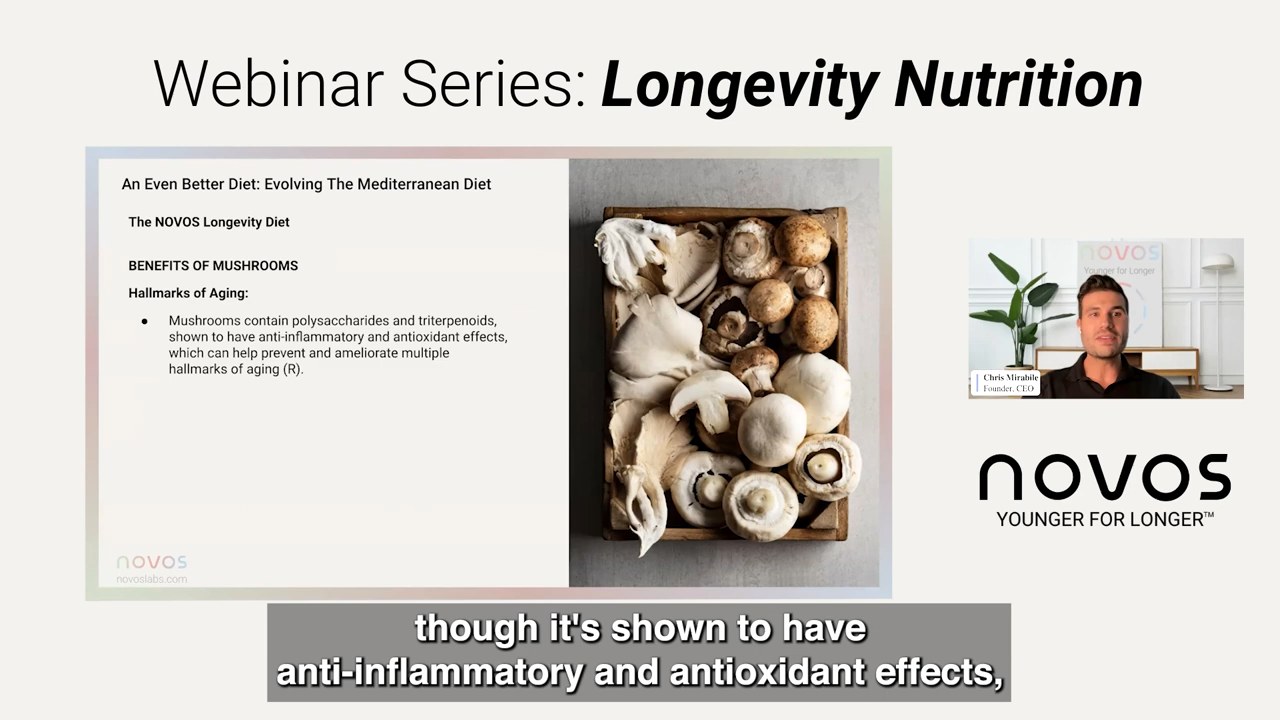 Webinar Series: Longevity Nutrition
An Even Better Diet: Evolving The Mediterranean Diet
The NOVOS Longevity Diet
BENEFITS OF MUSHROOMS
Hallmarks of Aging:
● Mushrooms contain polysaccharides and triterpenoids,
shown to have anti-inflammatory and antioxidant effects,
which can help prevent and ameliorate multiple
hallmarks of aging (R).
novos
novoslabs.com
novos
Younger for Longer
Chris Mirabile
Founder, CEO
novos
YOUNGER FOR LONGER™
though it's shown to have
anti-inflammatory and antioxidant effects,